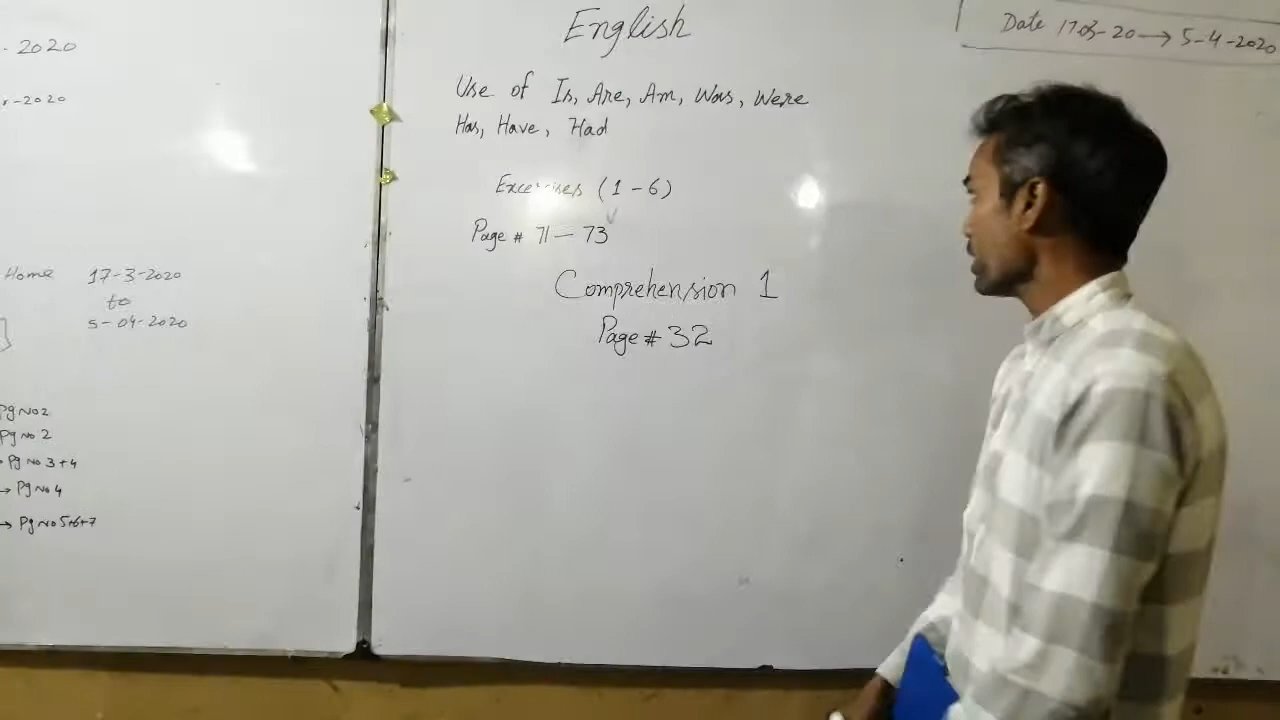 . 2020
r-2020
Home 17-3-2020
to
5-04-2020
Pg No 2
Pg No 2
Pg No 3+4
→ Pg No 4
→ Pg No 5+6+7
English
Use of Is, Are, Am, Was, Were
Has, Have, Had
Excercises (1-6)
Page # 71 - 73
Comprehension 1
Page # 32
Date 17-03-20 → 5-4-2020